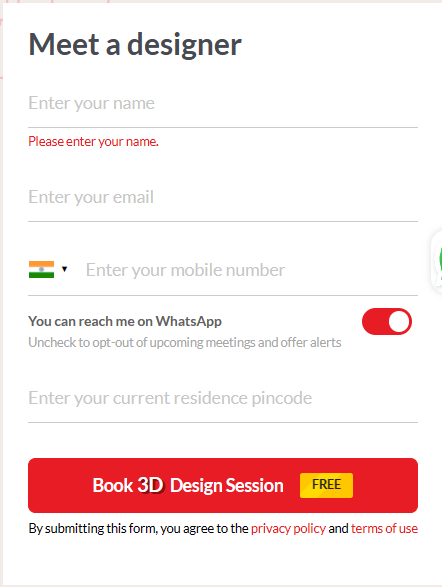 Meet a designer
Enter your name
Please enter your name.
Enter your email
Enter your mobile number
You can reach me on WhatsApp
Uncheck to opt-out of upcoming meetings and offer alerts
Enter your current residence pincode
Book 3D Design Session FREE
By submitting this form, you agree to the privacy policy and terms of use